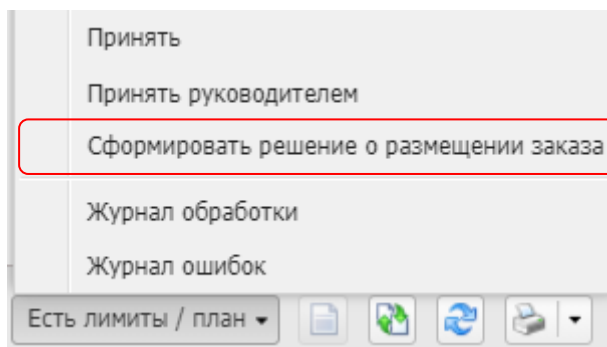 Принять
Принять руководителем
Сформировать решение о размещении заказа
Журнал обработки
Журнал ошибок
Есть лимиты / план